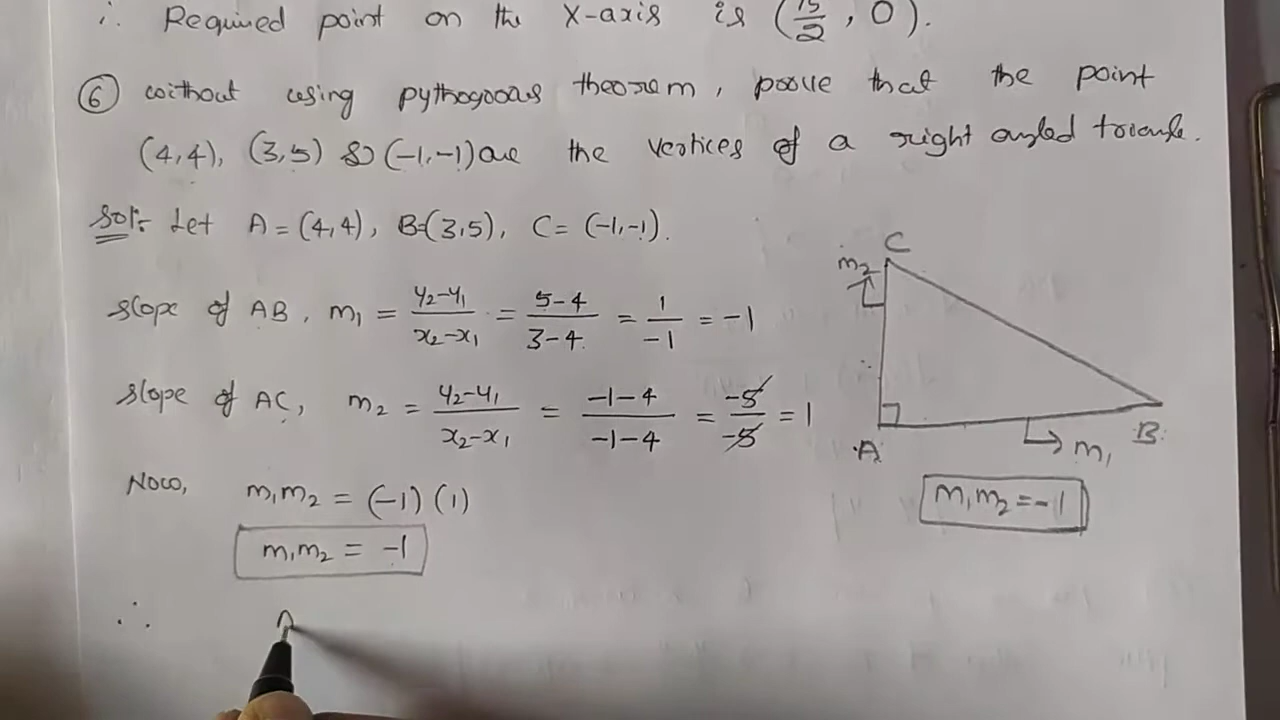 ∴ Required point on the X-axis is (15/2, 0).
⑥ without using pythogoras theorem, prove that the point
(4,4), (3,5) & (-1,-1) are the vertices of a right angled triangle.
Sol:- Let A = (4,4), B=(3,5), C = (-1,-1).
slope of AB, m₁ = (y₂-y₁)/(x₂-x₁) = (5-4)/(3-4) = 1/-1 = -1
slope of AC, m₂ = (y₂-y₁)/(x₂-x₁) = (-1-4)/(-1-4) = -5/-5 = 1
Now, m₁m₂ = (-1)(1)
m₁m₂ = -1
∴ A
C
m₂
A
B
m₁
m₁m₂ = -1